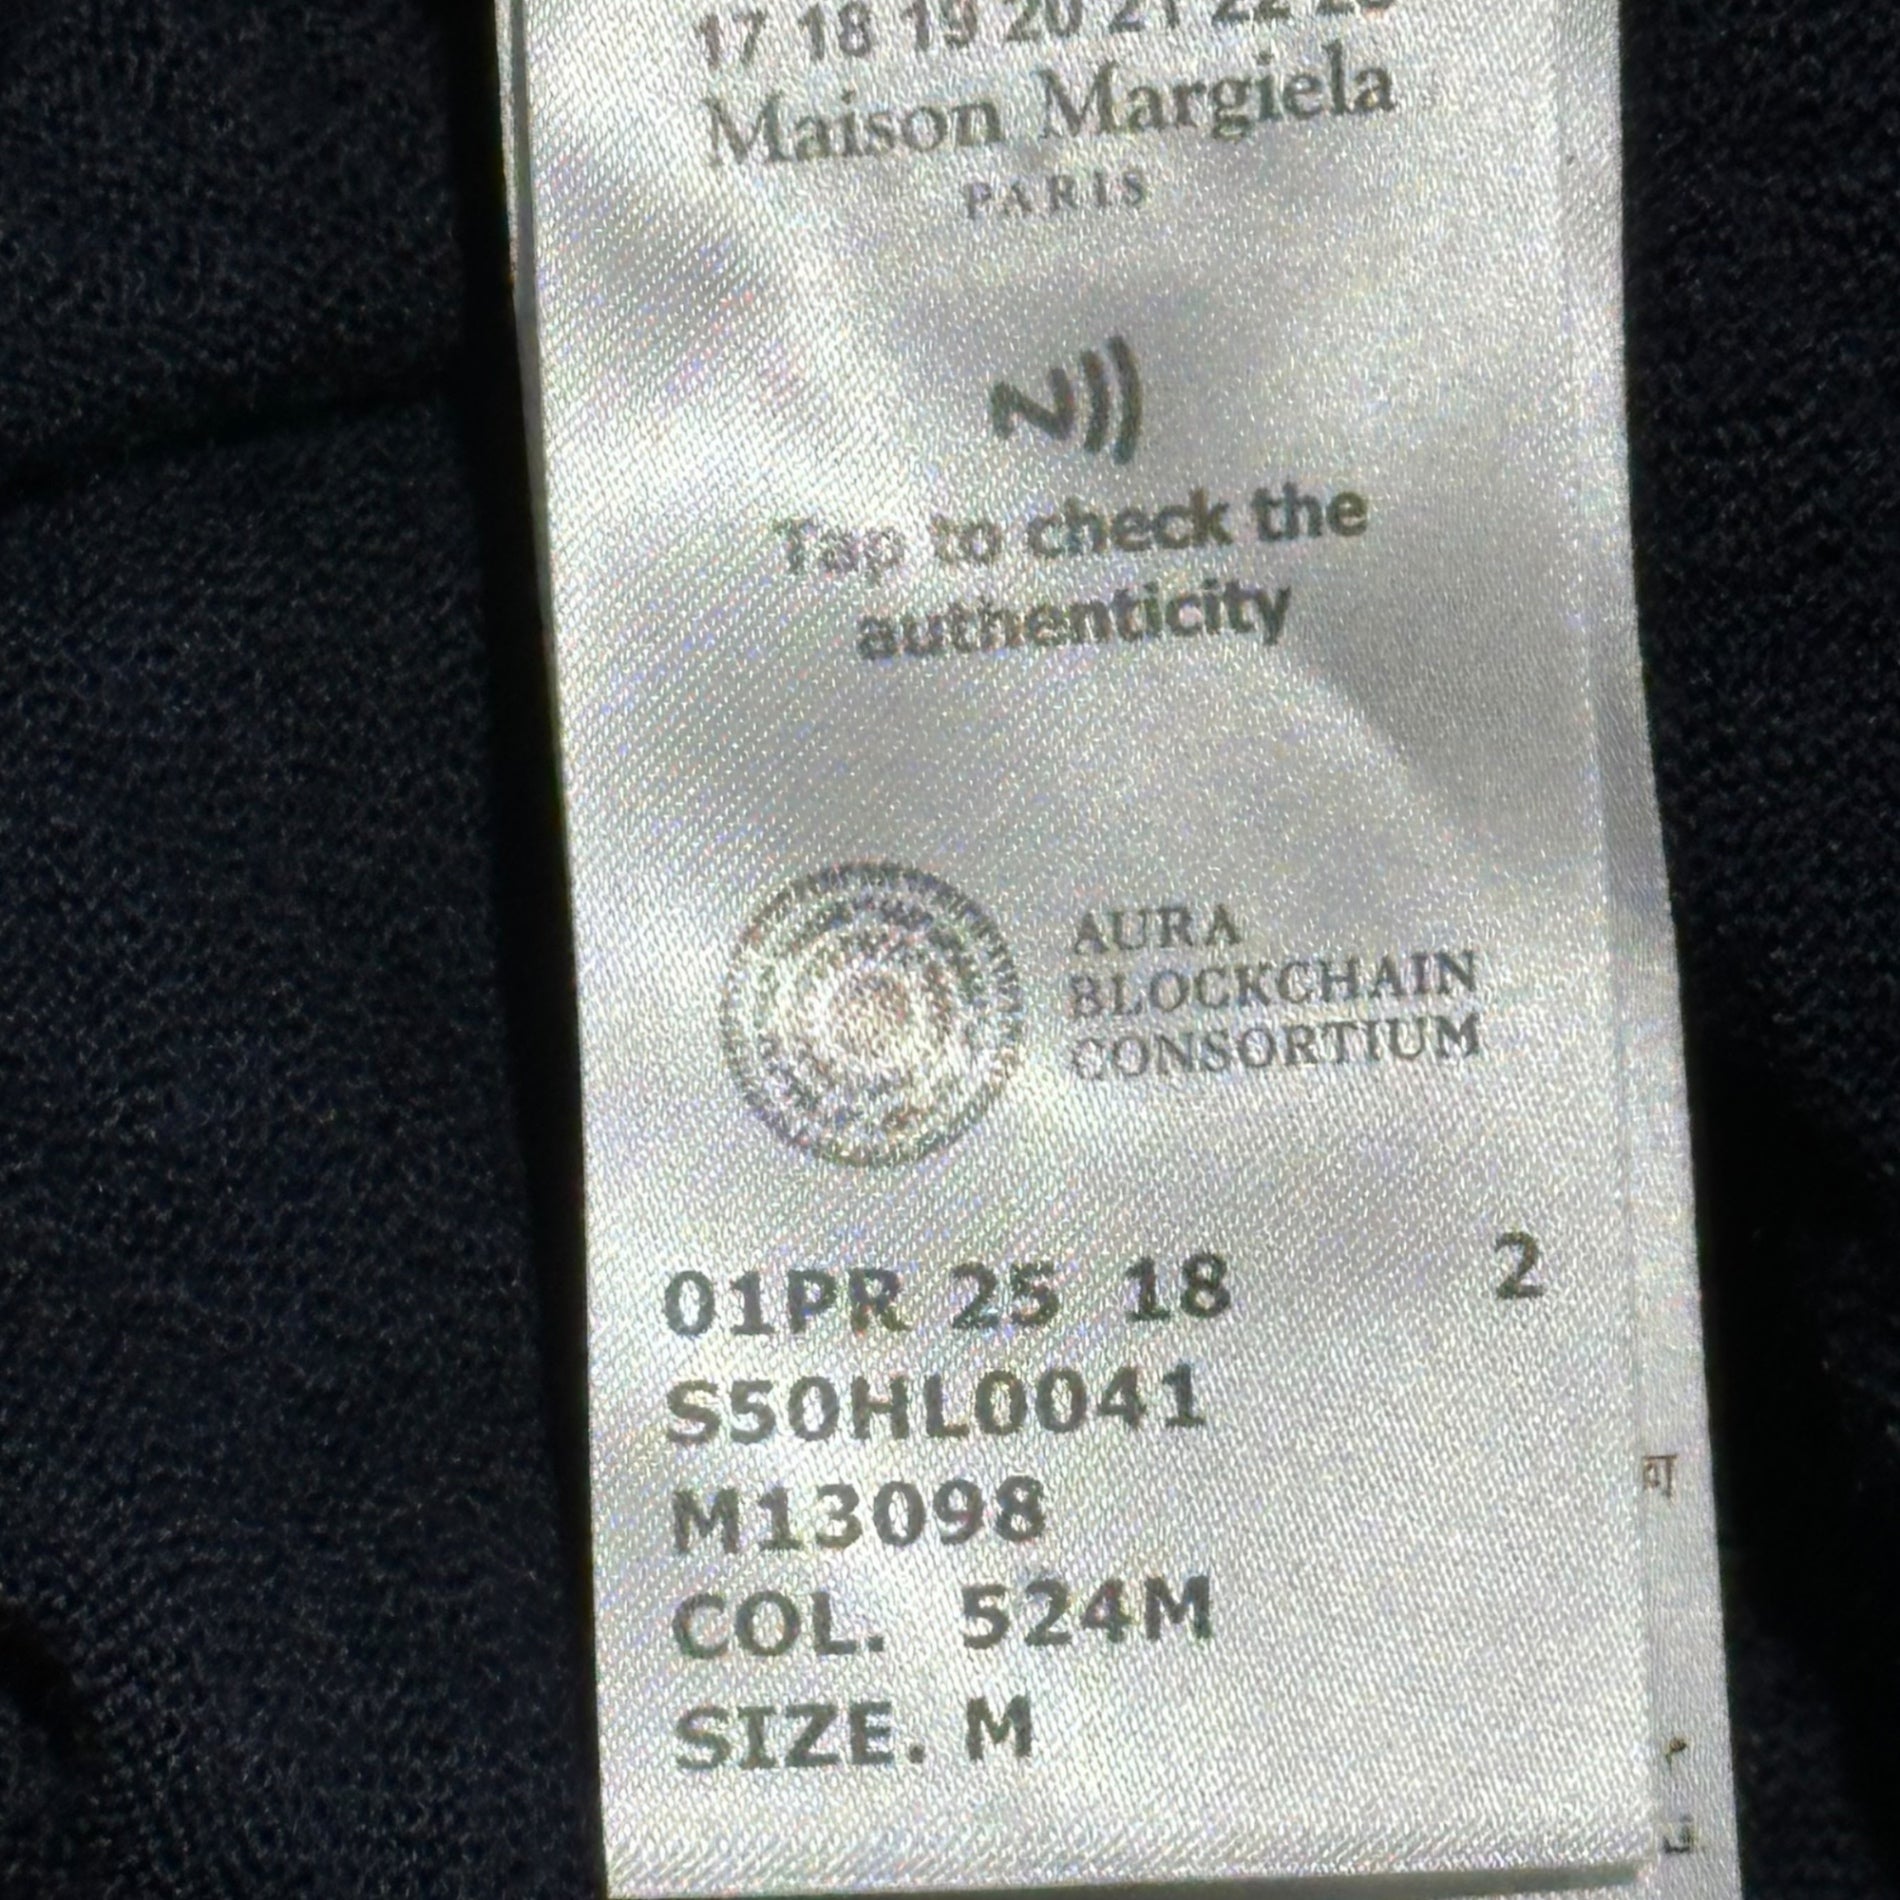 17 18 19 20 21 22 23
Maison Margiela
PARIS
Tap to check the
authenticity
AURA
BLOCKCHAIN
CONSORTIUM
01PR 25 18 2
S50HL0041
M13098
COL. 524M
SIZE. M